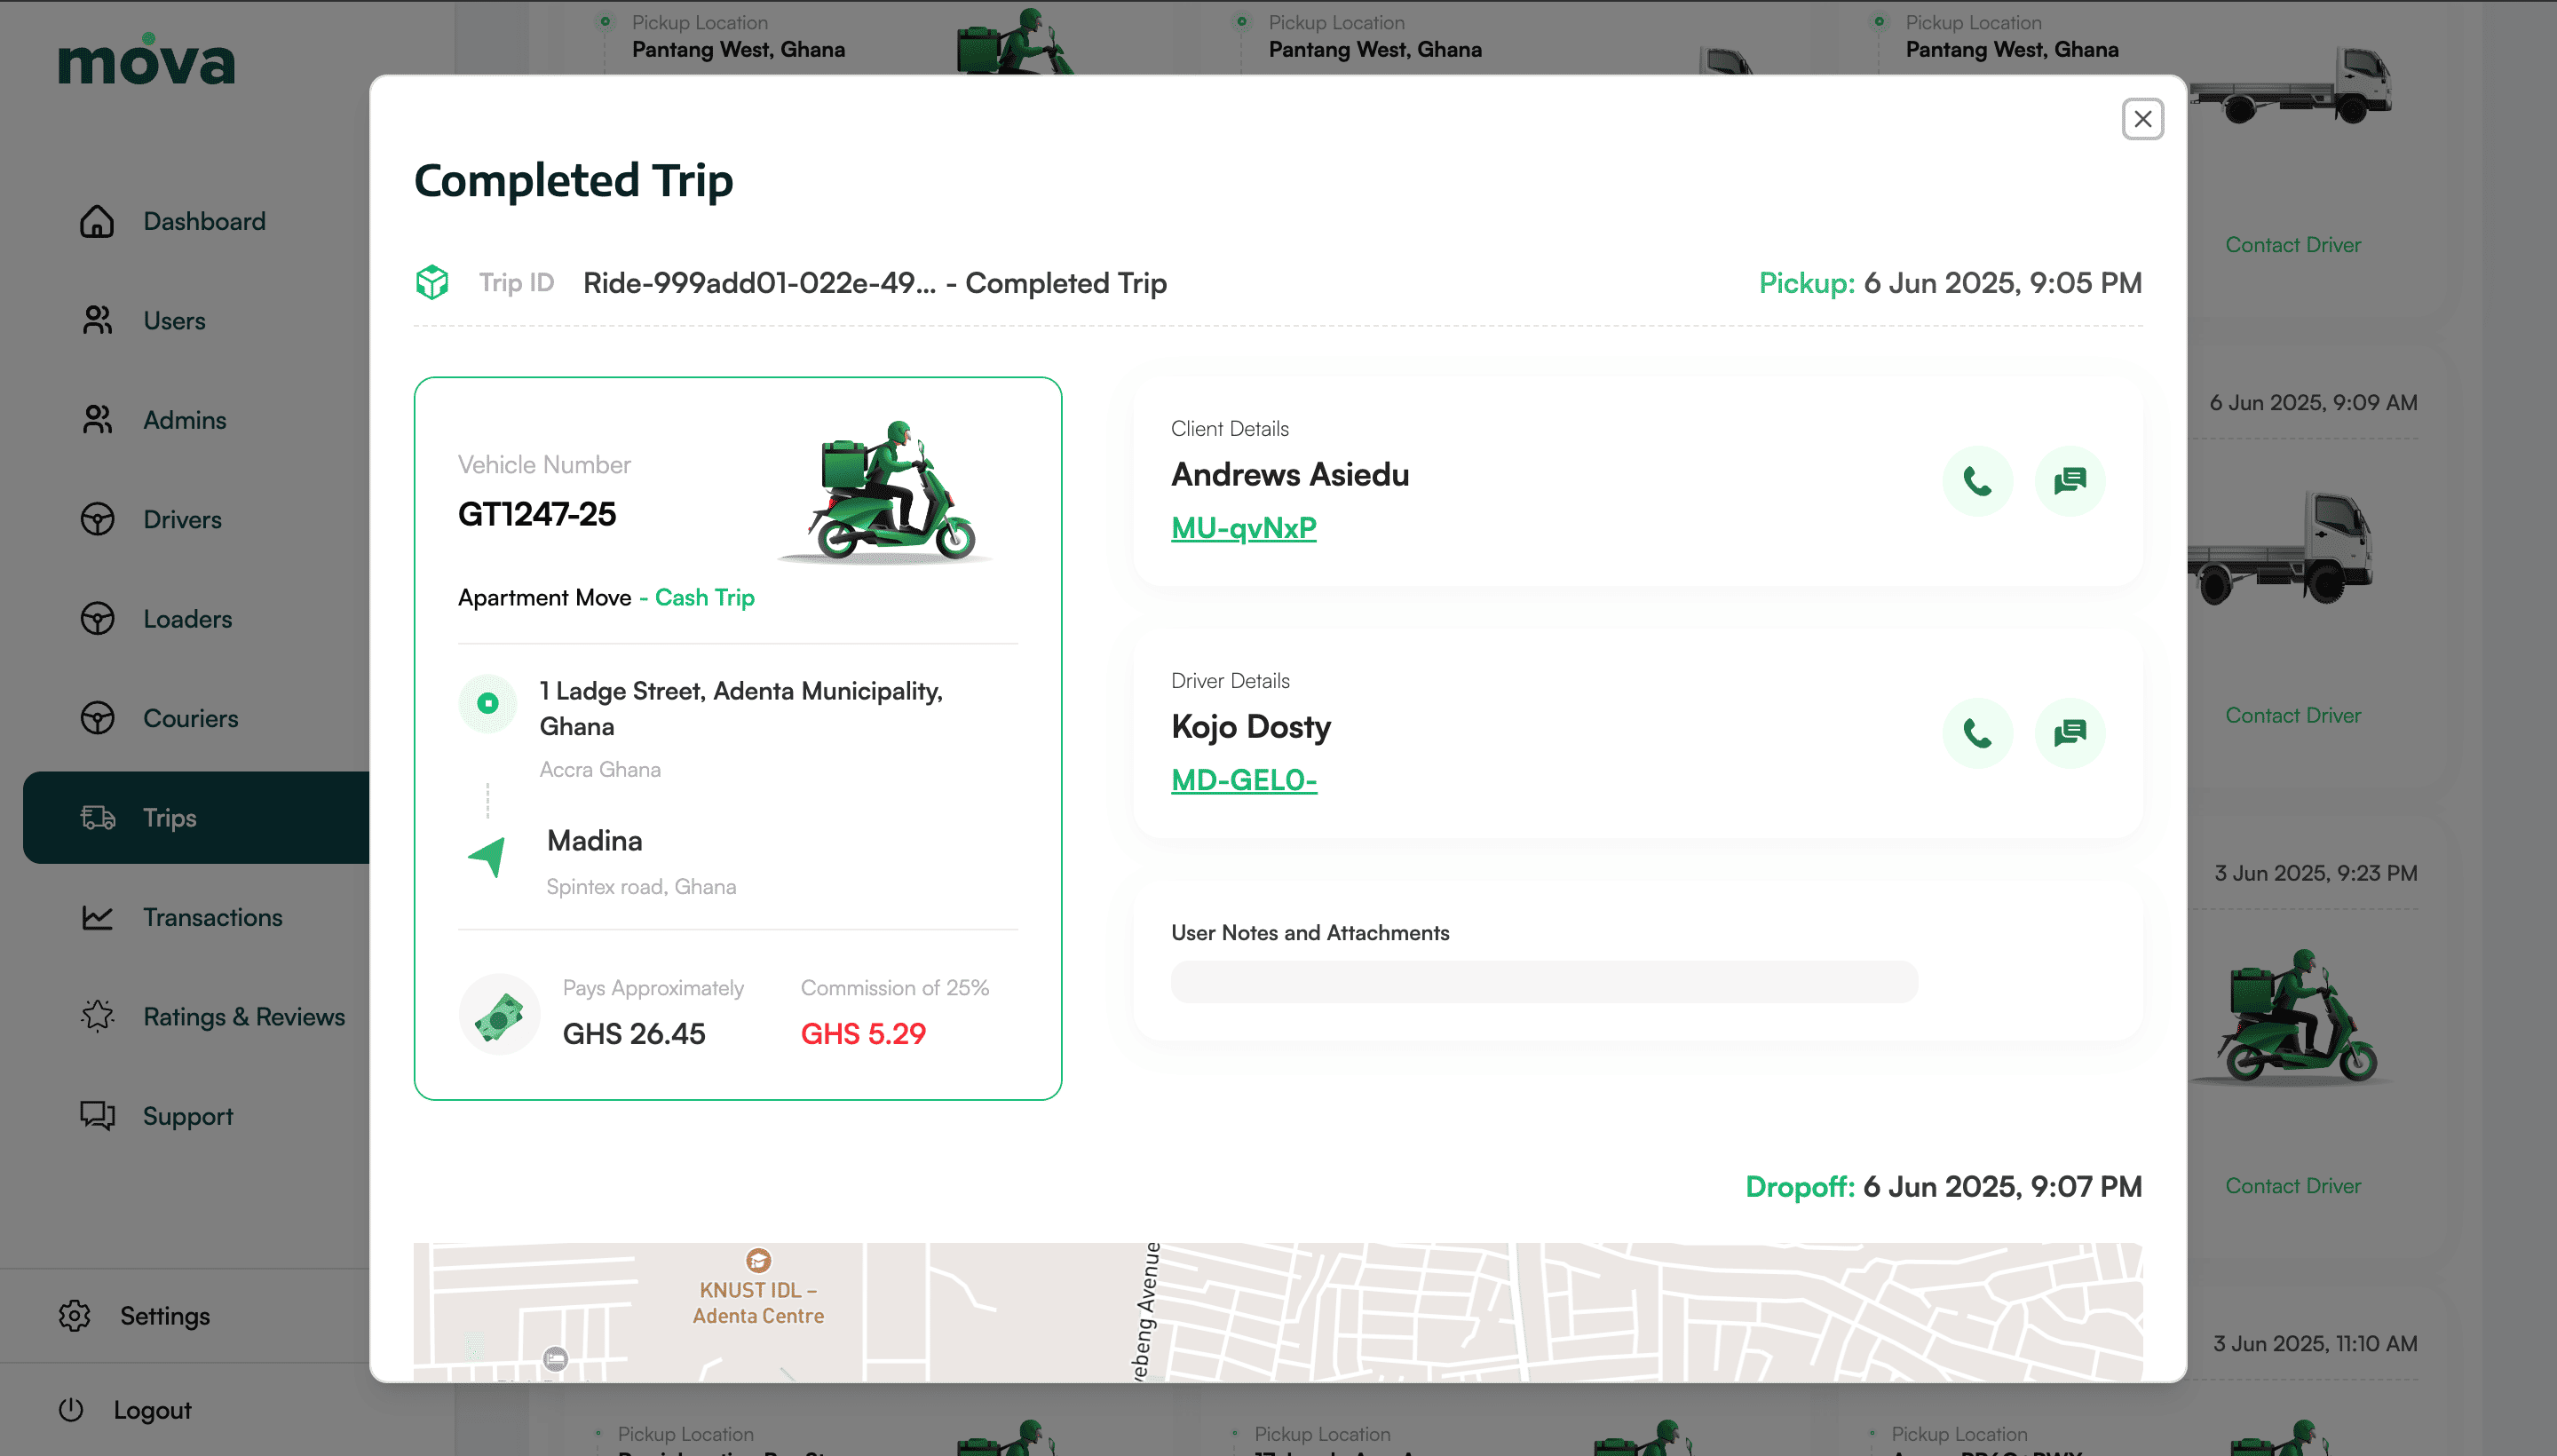 mova
Dashboard
Users
Admins
Drivers
Loaders
Couriers
Trips
Transactions
Ratings & Reviews
Support
Settings
Logout
Pickup Location
Pantang West, Ghana
Pickup Location
Pantang West, Ghana
Pickup Location
Pantang West, Ghana
Completed Trip
Trip ID Ride-999add01-022e-49... - Completed Trip
Pickup: 6 Jun 2025, 9:05 PM
Vehicle Number
GT1247-25
Apartment Move - Cash Trip
1 Ladge Street, Adenta Municipality,
Ghana
Accra Ghana
Madina
Spintex road, Ghana
Pays Approximately
GHS 26.45
Commission of 25%
GHS 5.29
Client Details
Andrews Asiedu
MU-qvNxP
Driver Details
Kojo Dosty
MD-GEL0-
User Notes and Attachments
Dropoff: 6 Jun 2025, 9:07 PM
KNUST IDL –
Adenta Centre
vebeng Avenue
Contact Driver
6 Jun 2025, 9:09 AM
Contact Driver
3 Jun 2025, 9:23 PM
Contact Driver
3 Jun 2025, 11:10 AM
Pickup Location
Pickup Location
Pickup Location